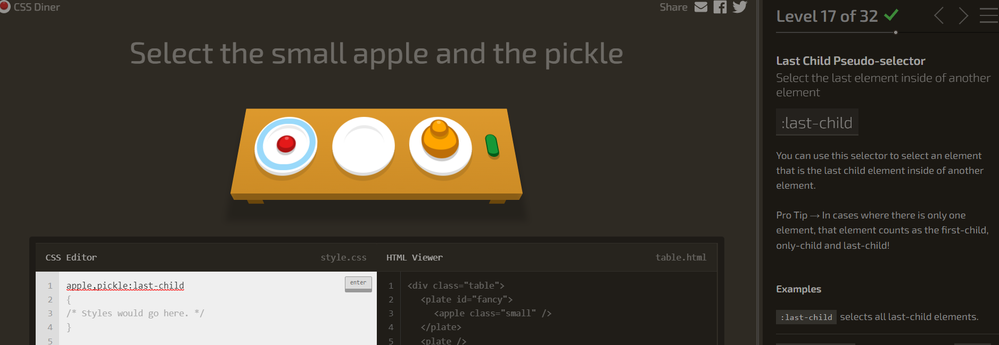 CSS Diner
Share
Select the small apple and the pickle
CSS Editor
style.css
1 apple,pickle:last-child
enter
2 {
3 /* Styles would go here. */
4 }
5
HTML Viewer
table.html
1 <div class="table">
2 <plate id="fancy">
3 <apple class="small" />
4 </plate>
5 <plate />
Level 17 of 32
Last Child Pseudo-selector
Select the last element inside of another
element
:last-child
You can use this selector to select an element
that is the last child element inside of another
element.
Pro Tip → In cases where there is only one
element, that element counts as the first-child,
only-child and last-child!
Examples
:last-child selects all last-child elements.